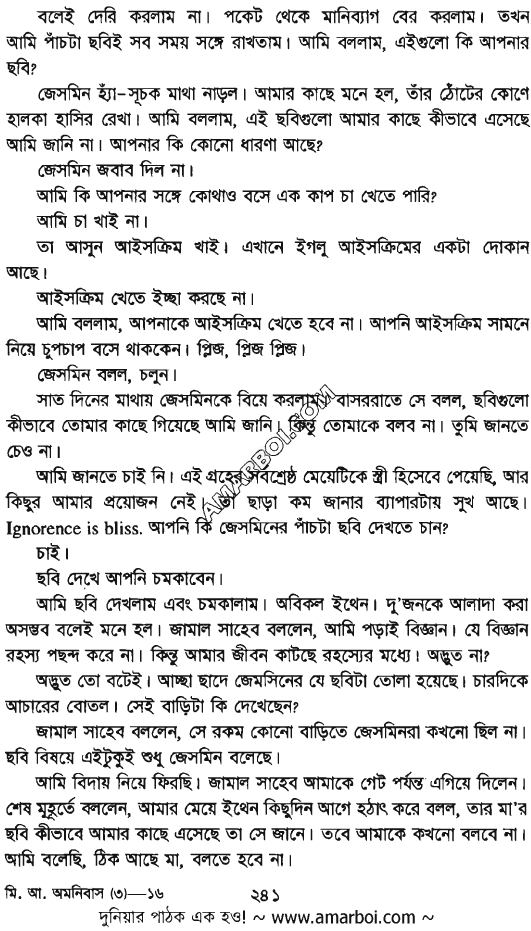 বলেই দেরি করলাম না। পকেট থেকে মানিব্যাগ বের করলাম। তখন
আমি পাঁচটা ছবিই সব সময় সঙ্গে রাখতাম। আমি বললাম, এইগুলো কি আপনার
ছবি?
জেসমিন হ্যাঁ-সূচক মাথা নাড়ল। আমার কাছে মনে হল, তাঁর ঠোঁটের কোণে
হালকা হাসির রেখা। আমি বললাম, এই ছবিগুলো আমার কাছে কীভাবে এসেছে
আমি জানি না। আপনার কি কোনো ধারণা আছে?
জেসমিন জবাব দিল না।
আমি কি আপনার সঙ্গে কোথাও বসে এক কাপ চা খেতে পারি?
আমি চা খাই না।
তা আসুন আইসক্রিম খাই। এখানে ইগলু আইসক্রিমের একটা দোকান
আছে।
আইসক্রিম খেতে ইচ্ছা করছে না।
আমি বললাম, আপনাকে আইসক্রিম খেতে হবে না। আপনি আইসক্রিম সামনে
নিয়ে চুপচাপ বসে থাককেন। প্লিজ, প্লিজ প্লিজ।
জেসমিন বলল, চলুন।
সাত দিনের মাথায় জেসমিনকে বিয়ে করলাম। বাসররাতে সে বলল, ছবিগুলো
কীভাবে তোমার কাছে গিয়েছে আমি জানি। কিন্তু তোমাকে বলব না। তুমি জানতে
চেও না।
আমি জানতে চাই নি। এই গ্রহের সর্বশ্রেষ্ঠ মেয়েটিকে স্ত্রী হিসেবে পেয়েছি, আর
কিছুর আমার প্রয়োজন নেই। তা ছাড়া কম জানার ব্যাপারটায় সুখ আছে।
Ignorence is bliss. আপনি কি জেসমিনের পাঁচটা ছবি দেখতে চান?
চাই।
ছবি দেখে আপনি চমকাবেন।
আমি ছবি দেখলাম এবং চমকালাম। অবিকল ইথেন। দু'জনকে আলাদা করা
অসম্ভব বলেই মনে হল। জামাল সাহেব বললেন, আমি পড়াই বিজ্ঞান। যে বিজ্ঞান
রহস্য পছন্দ করে না। কিন্তু আমার জীবন কাটছে রহস্যের মধ্যে। অদ্ভুত না?
অদ্ভুত তো বটেই। আচ্ছা ছাদে জেমসিনের যে ছবিটা তোলা হয়েছে। চারদিকে
আচারের বোতল। সেই বাড়িটা কি দেখেছেন?
জামাল সাহেব বললেন, সে রকম কোনো বাড়িতে জেসমিনরা কখনো ছিল না।
ছবি বিষয়ে এইটুকুই শুধু জেসমিন বলেছে।
আমি বিদায় নিয়ে ফিরছি। জামাল সাহেব আমাকে গেট পর্যন্ত এগিয়ে দিলেন।
শেষ মুহূর্তে বললেন, আমার মেয়ে ইথেন কিছুদিন আগে হঠাৎ করে বলল, তার মা'র
ছবি কীভাবে আমার কাছে এসেছে তা সে জানে। তবে আমাকে কখনো বলবে না।
আমি বলেছি, ঠিক আছে মা, বলতে হবে না।
মি. আ. অমনিবাস (৩)—১৬
২৪১
দুনিয়ার পাঠক এক হও! ~ www.amarboi.com ~
AMARBOI.COM